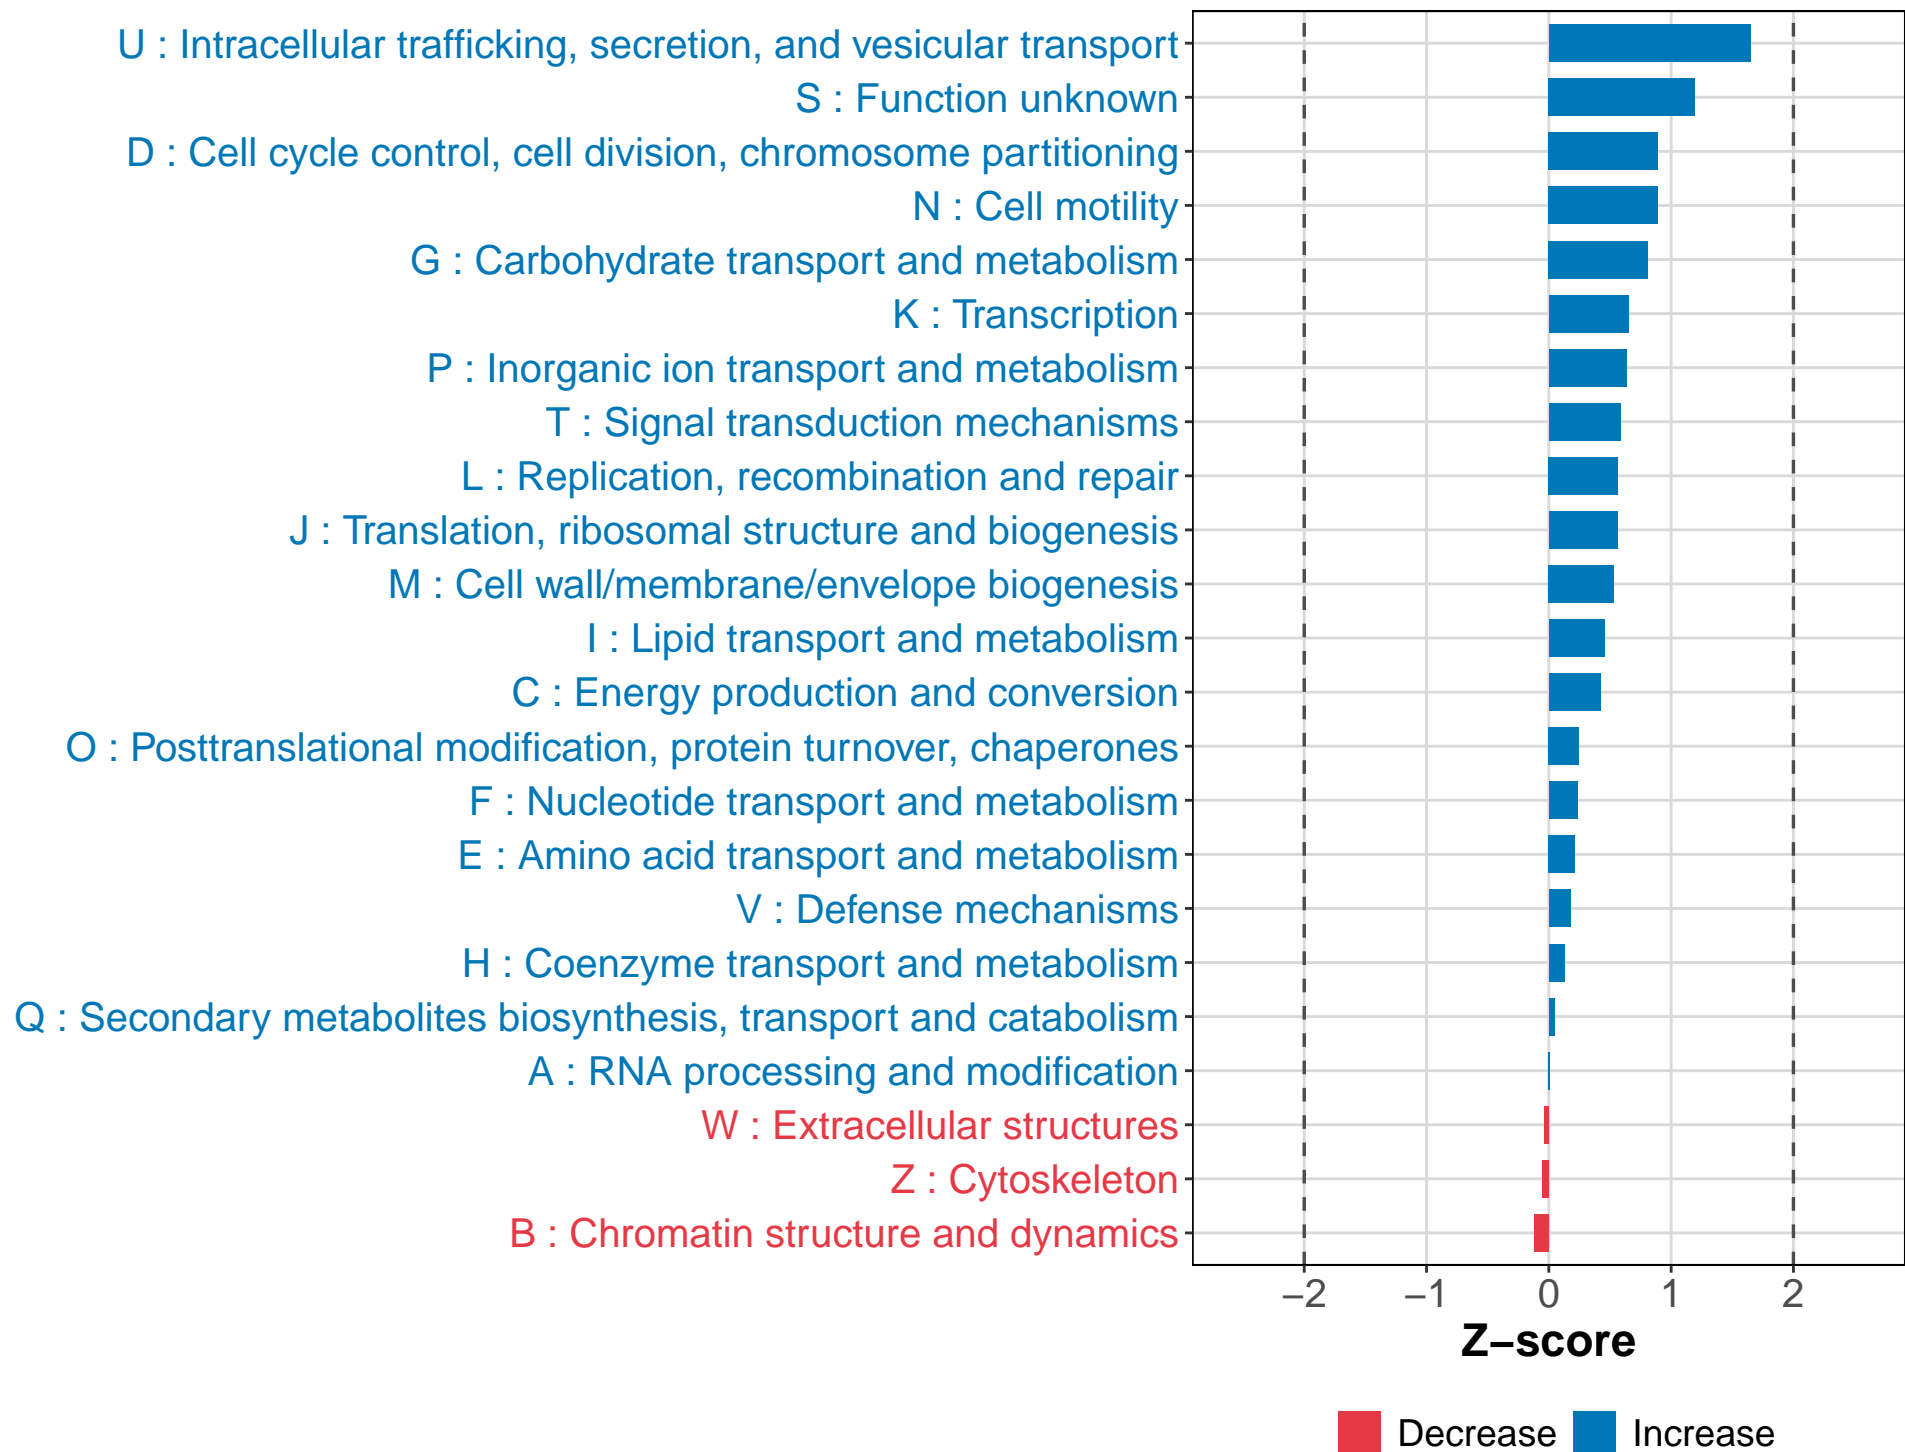 U : Intracellular trafficking, secretion, and vesicular transport
S : Function unknown
D : Cell cycle control, cell division, chromosome partitioning
N : Cell motility
G : Carbohydrate transport and metabolism
K : Transcription
P : Inorganic ion transport and metabolism
T : Signal transduction mechanisms
L : Replication, recombination and repair
J : Translation, ribosomal structure and biogenesis
M : Cell wall/membrane/envelope biogenesis
I : Lipid transport and metabolism
C : Energy production and conversion
O : Posttranslational modification, protein turnover, chaperones
F : Nucleotide transport and metabolism
E : Amino acid transport and metabolism
V : Defense mechanisms
H : Coenzyme transport and metabolism
Q : Secondary metabolites biosynthesis, transport and catabolism
A : RNA processing and modification
W : Extracellular structures
Z : Cytoskeleton
B : Chromatin structure and dynamics
−2 −1 0 1 2
Z−score
Decrease Increase